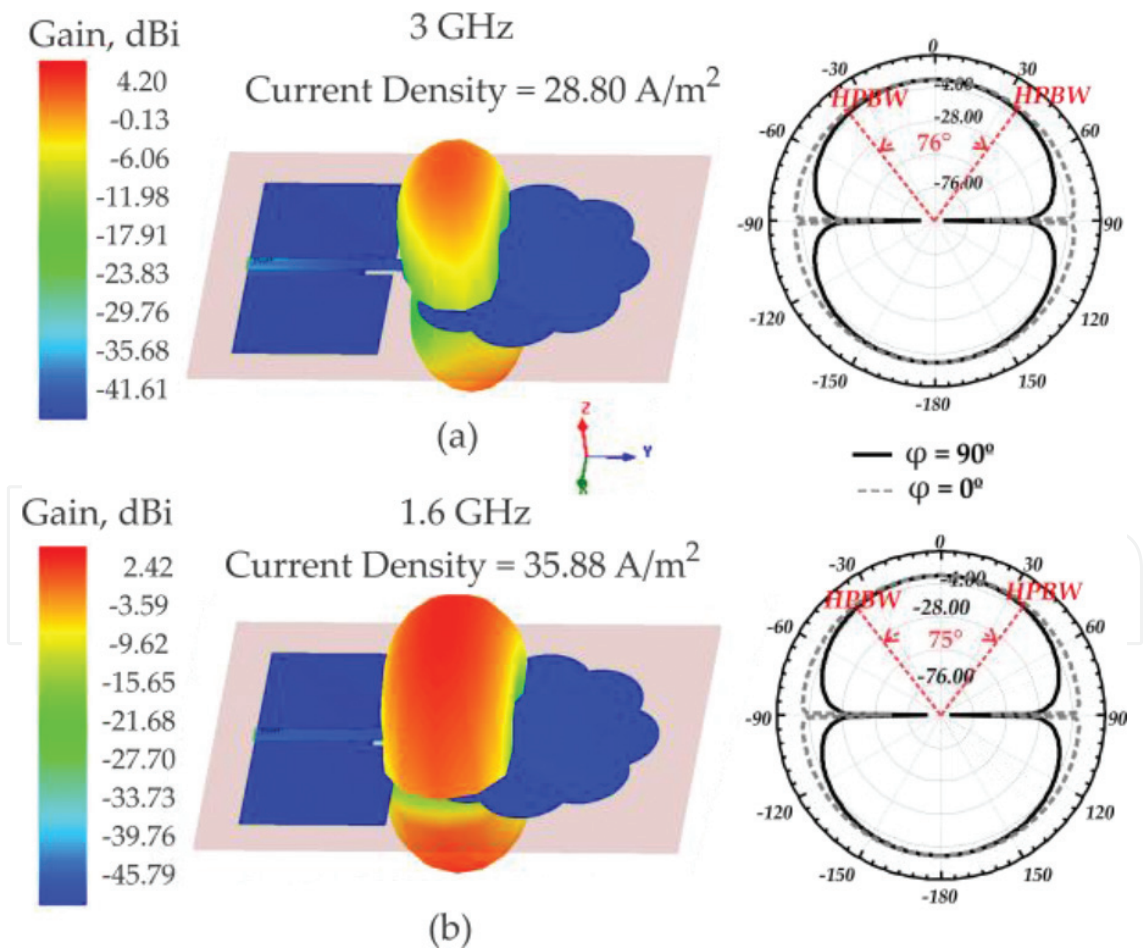 Gain, dBi
3 GHz
Current Density = 28.80 A/m²
4.20
-0.13
-6.06
-11.98
-17.91
-23.83
-29.76
-35.68
-41.61
(a)
Z
Y
X
0
-30
30
-60
60
-90
90
-120
120
-150
150
-180
HPBW
HPBW
-4.00
-28.00
76°
-76.00
φ = 90º
φ = 0º
Gain, dBi
1.6 GHz
Current Density = 35.88 A/m²
2.42
-3.59
-9.62
-15.65
-21.68
-27.70
-33.73
-39.76
-45.79
(b)
0
-30
30
-60
60
-90
90
-120
120
-150
150
-180
HPBW
HPBW
-4.00
-28.00
75°
-76.00